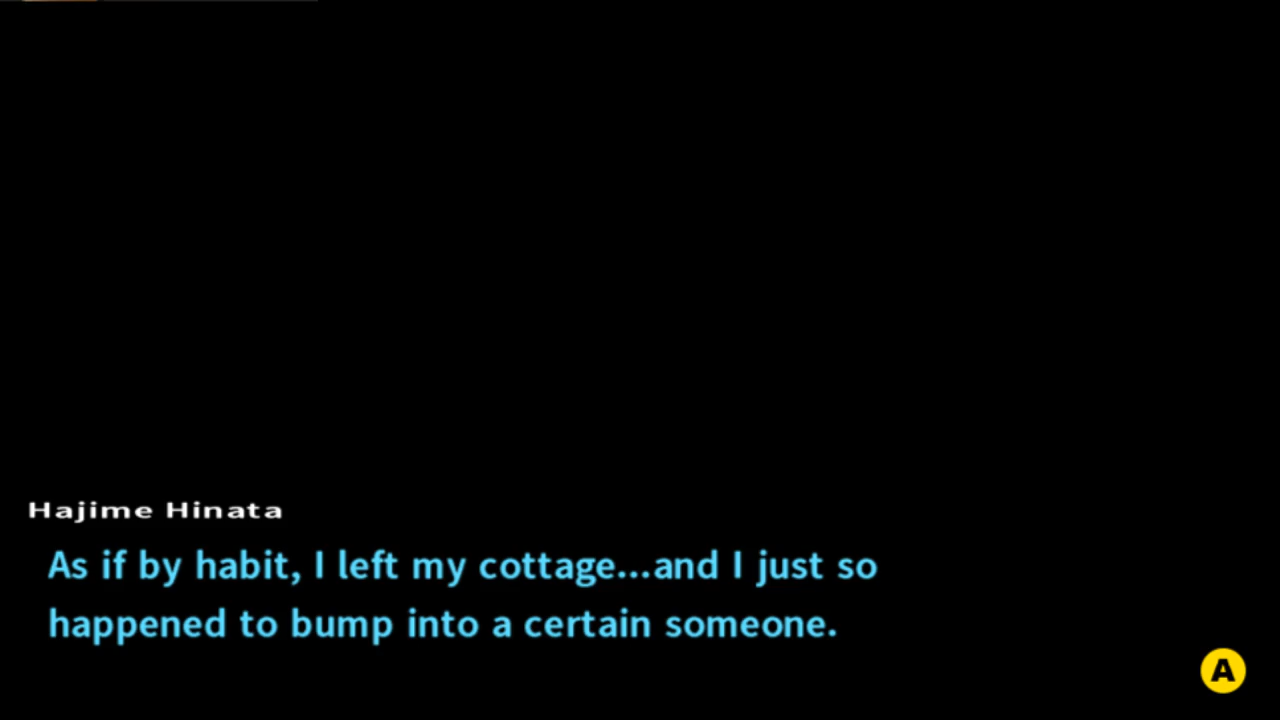 Hajime Hinata
As if by habit, I left my cottage...and I just so
happened to bump into a certain someone.
A